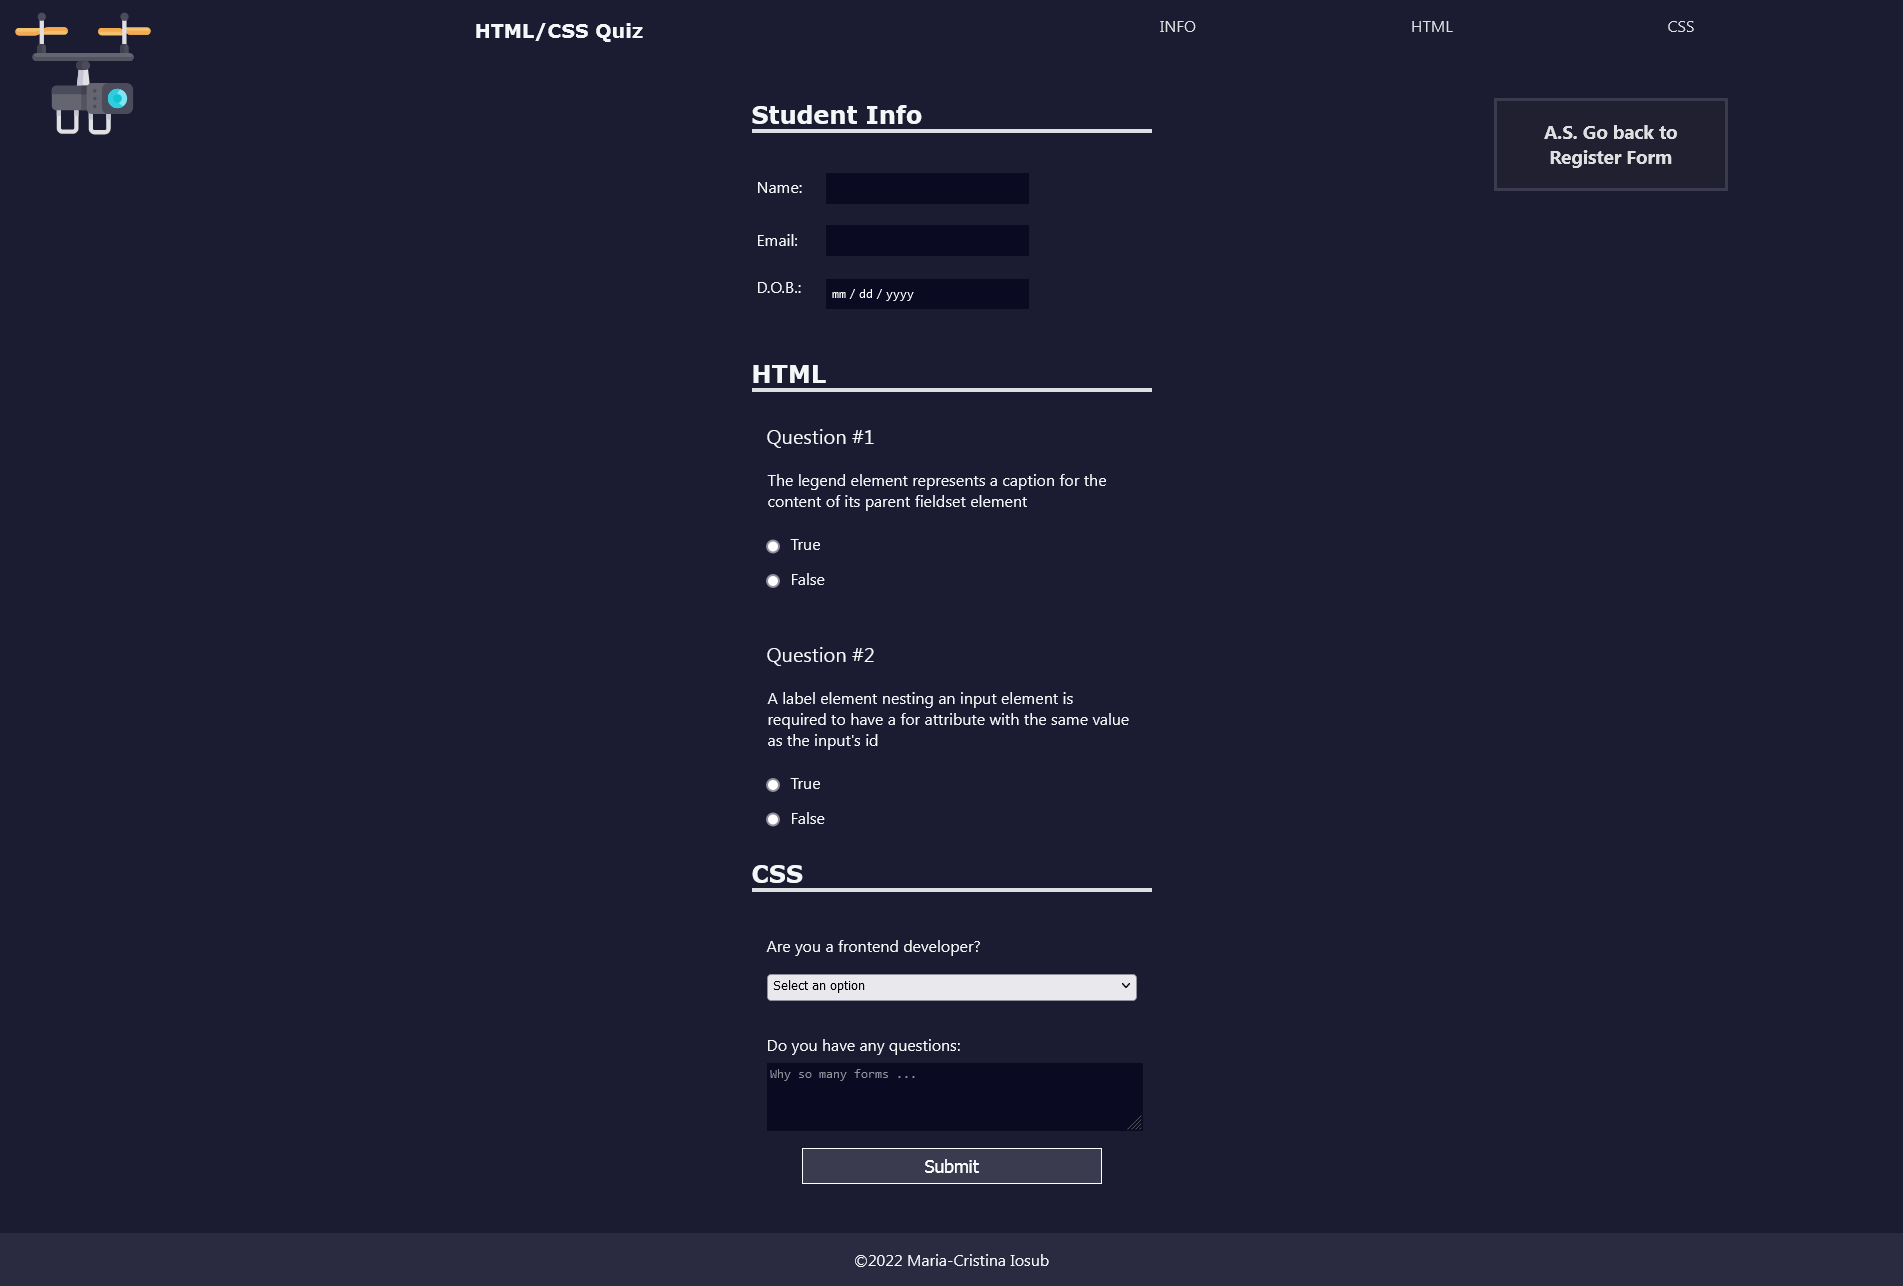 HTML/CSS Quiz
INFO
HTML
CSS
Student Info
A.S. Go back to
Register Form
Name:
Email:
D.O.B.:
mm / dd / yyyy
HTML
Question #1
The legend element represents a caption for the
content of its parent fieldset element
True
False
Question #2
A label element nesting an input element is
required to have a for attribute with the same value
as the input's id
True
False
CSS
Are you a frontend developer?
Select an option
Do you have any questions:
Why so many forms ...
Submit
©2022 Maria-Cristina Iosub